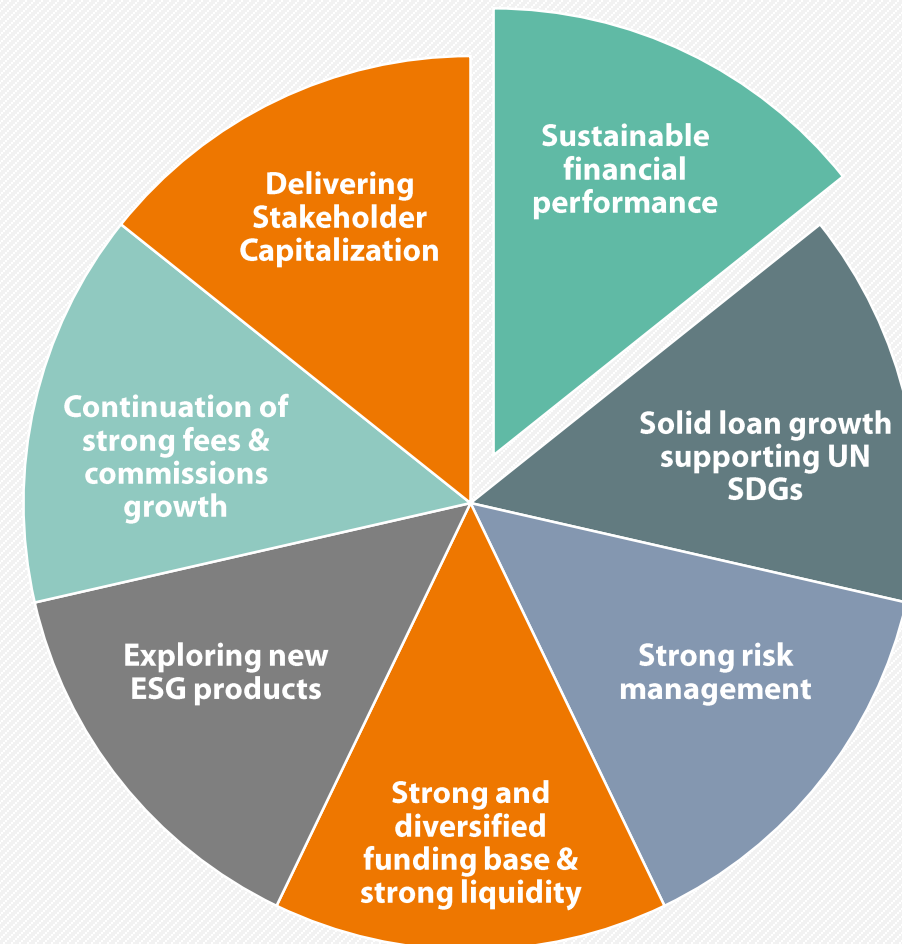 Sustainable
financial
performance
Solid loan growth
supporting UN
SDGs
Strong risk
management
Strong and
diversified
funding base &
strong liquidity
Exploring new
ESG products
Continuation of
strong fees &
commissions
growth
Delivering
Stakeholder
Capitalization